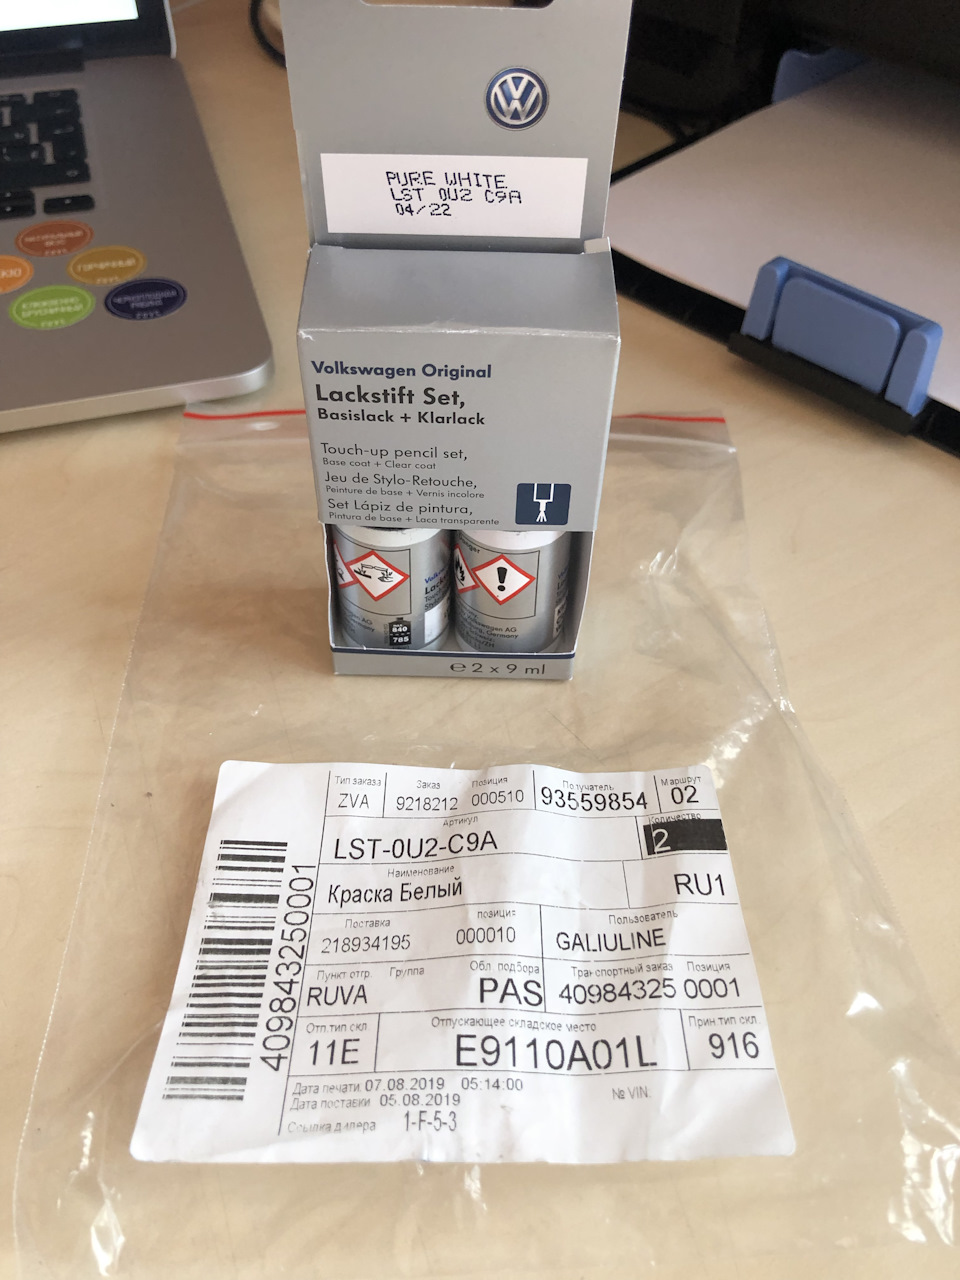 PURE WHITE
LST 0U2 C9A
04/22
Volkswagen Original
Lackstift Set,
Basislack + Klarlack
Touch-up pencil set,
Base coat + Clear coat
Jeu de Stylo-Retouche,
Peinture de base + Vernis incolore
Set Lápiz de pintura,
Pintura de base + Laca transparente
840
785
Germany
℮ 2 x 9 ml
Тип заказа Заказ Позиция Получатель Маршрут
ZVA 9218212 000510 93559854 02
Артикул Количество
LST-0U2-C9A 2
Наименование
Краска Белый RU1
Поставка позиция Пользователь
218934195 000010 GALIULINE
Пункт отгр. Группа Обл. подбора Транспортный заказ Позиция
RUVA PAS 40984325 0001
Отп.тип скл Отпускающее складское место Прин.тип скл.
11E E9110A01L 916
Дата печати: 07.08.2019 05:14:00 № VIN:
Дата поставки 05.08.2019
Ссылка дилера 1-F-5-3
409843250001